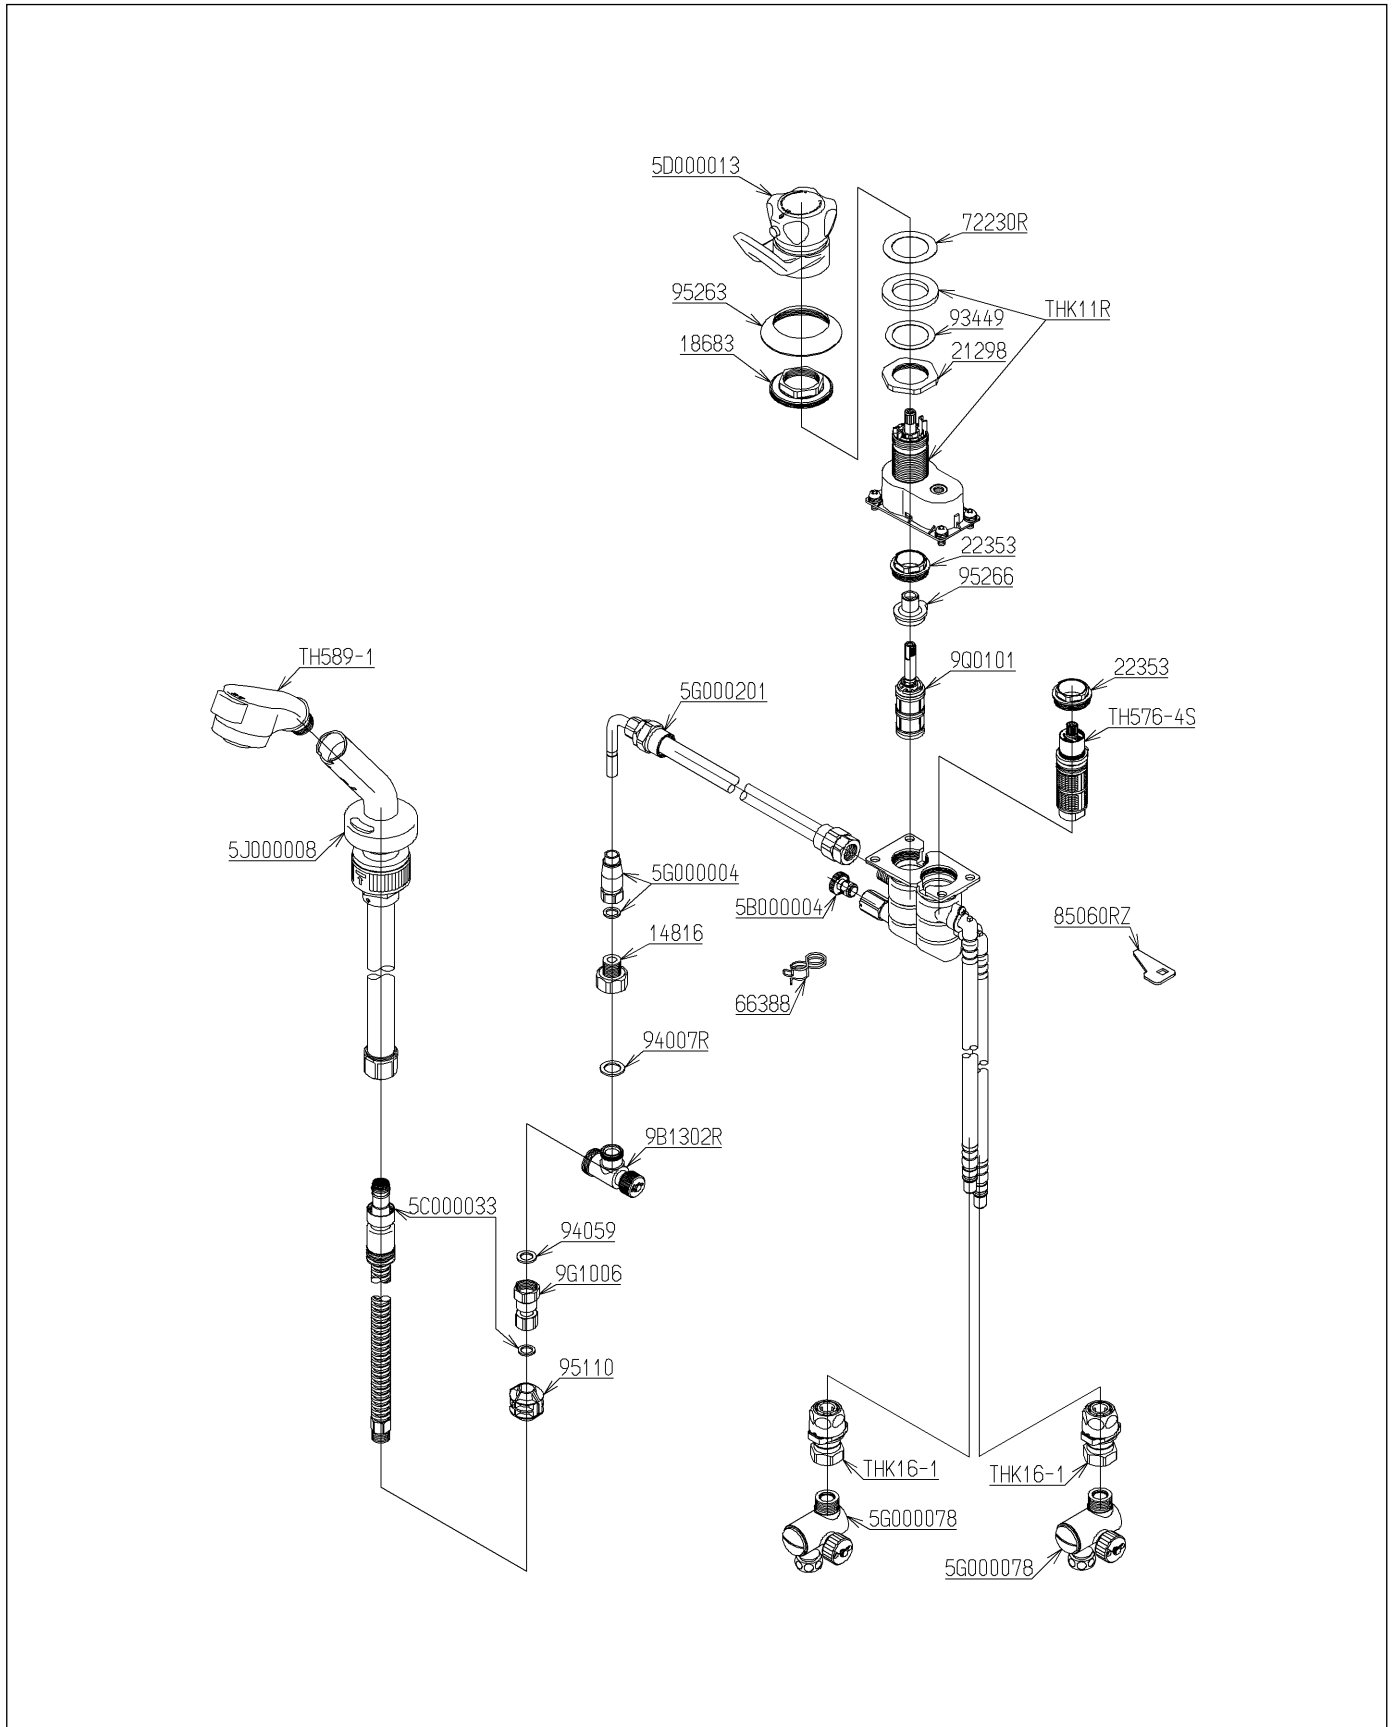 5D000013
72230R
95263
THK11R
93449
18683
21298
22353
95266
TH589-1
9Q0101
22353
5G000201
TH576-4S
5J000008
5G000004
5B000004
85060RZ
14816
66388
94007R
9B1302R
5C000033
94059
9G1006
95110
THK16-1
THK16-1
5G000078
5G000078